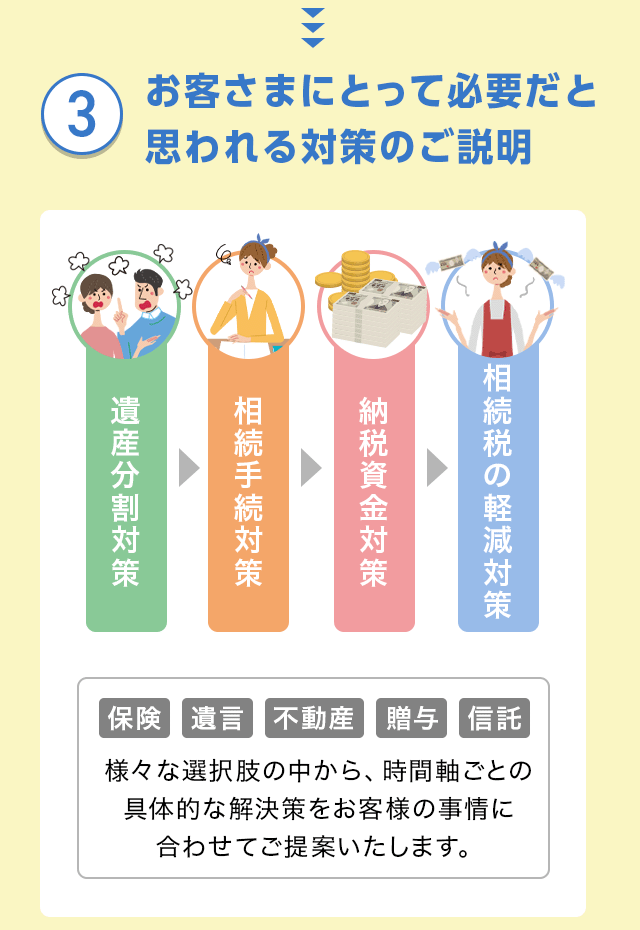 3
お客さまにとって必要だと
思われる対策のご説明
遺産分割対策
相続手続対策
納税資金対策
相続税の軽減対策
保険 遺言 不動産 贈与 信託
様々な選択肢の中から、時間軸ごとの
具体的な解決策をお客様の事情に
合わせてご提案いたします。